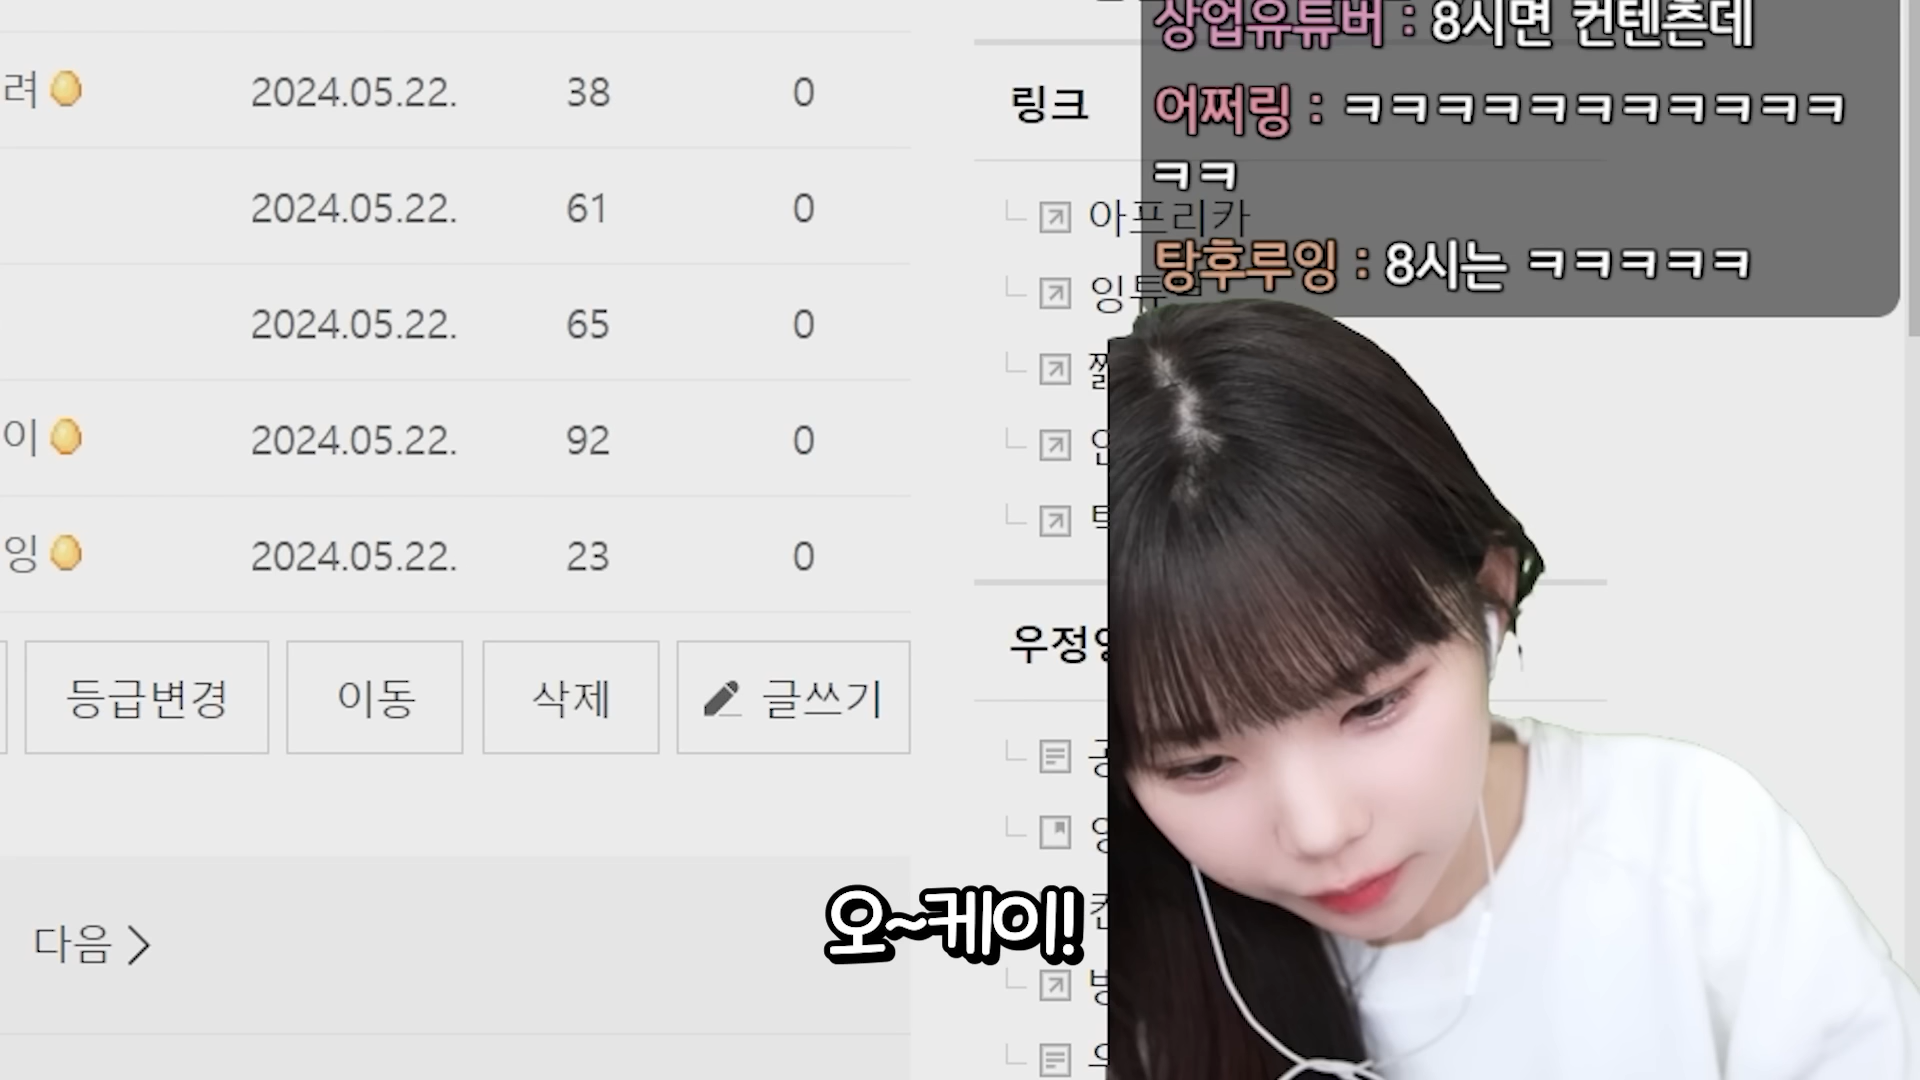 려 2024.05.22. 38 0
2024.05.22. 61 0
2024.05.22. 65 0
이 2024.05.22. 92 0
잉 2024.05.22. 23 0
등급변경 이동 삭제 글쓰기
다음 >
링크
아프리카
우정잉
상업유튜버 : 8시면 컨텐츠데
어쩌링 : ㅋㅋㅋㅋㅋㅋㅋㅋㅋㅋㅋ
ㅋㅋ
탕후루잉 : 8시는 ㅋㅋㅋㅋㅋ
오~케이!